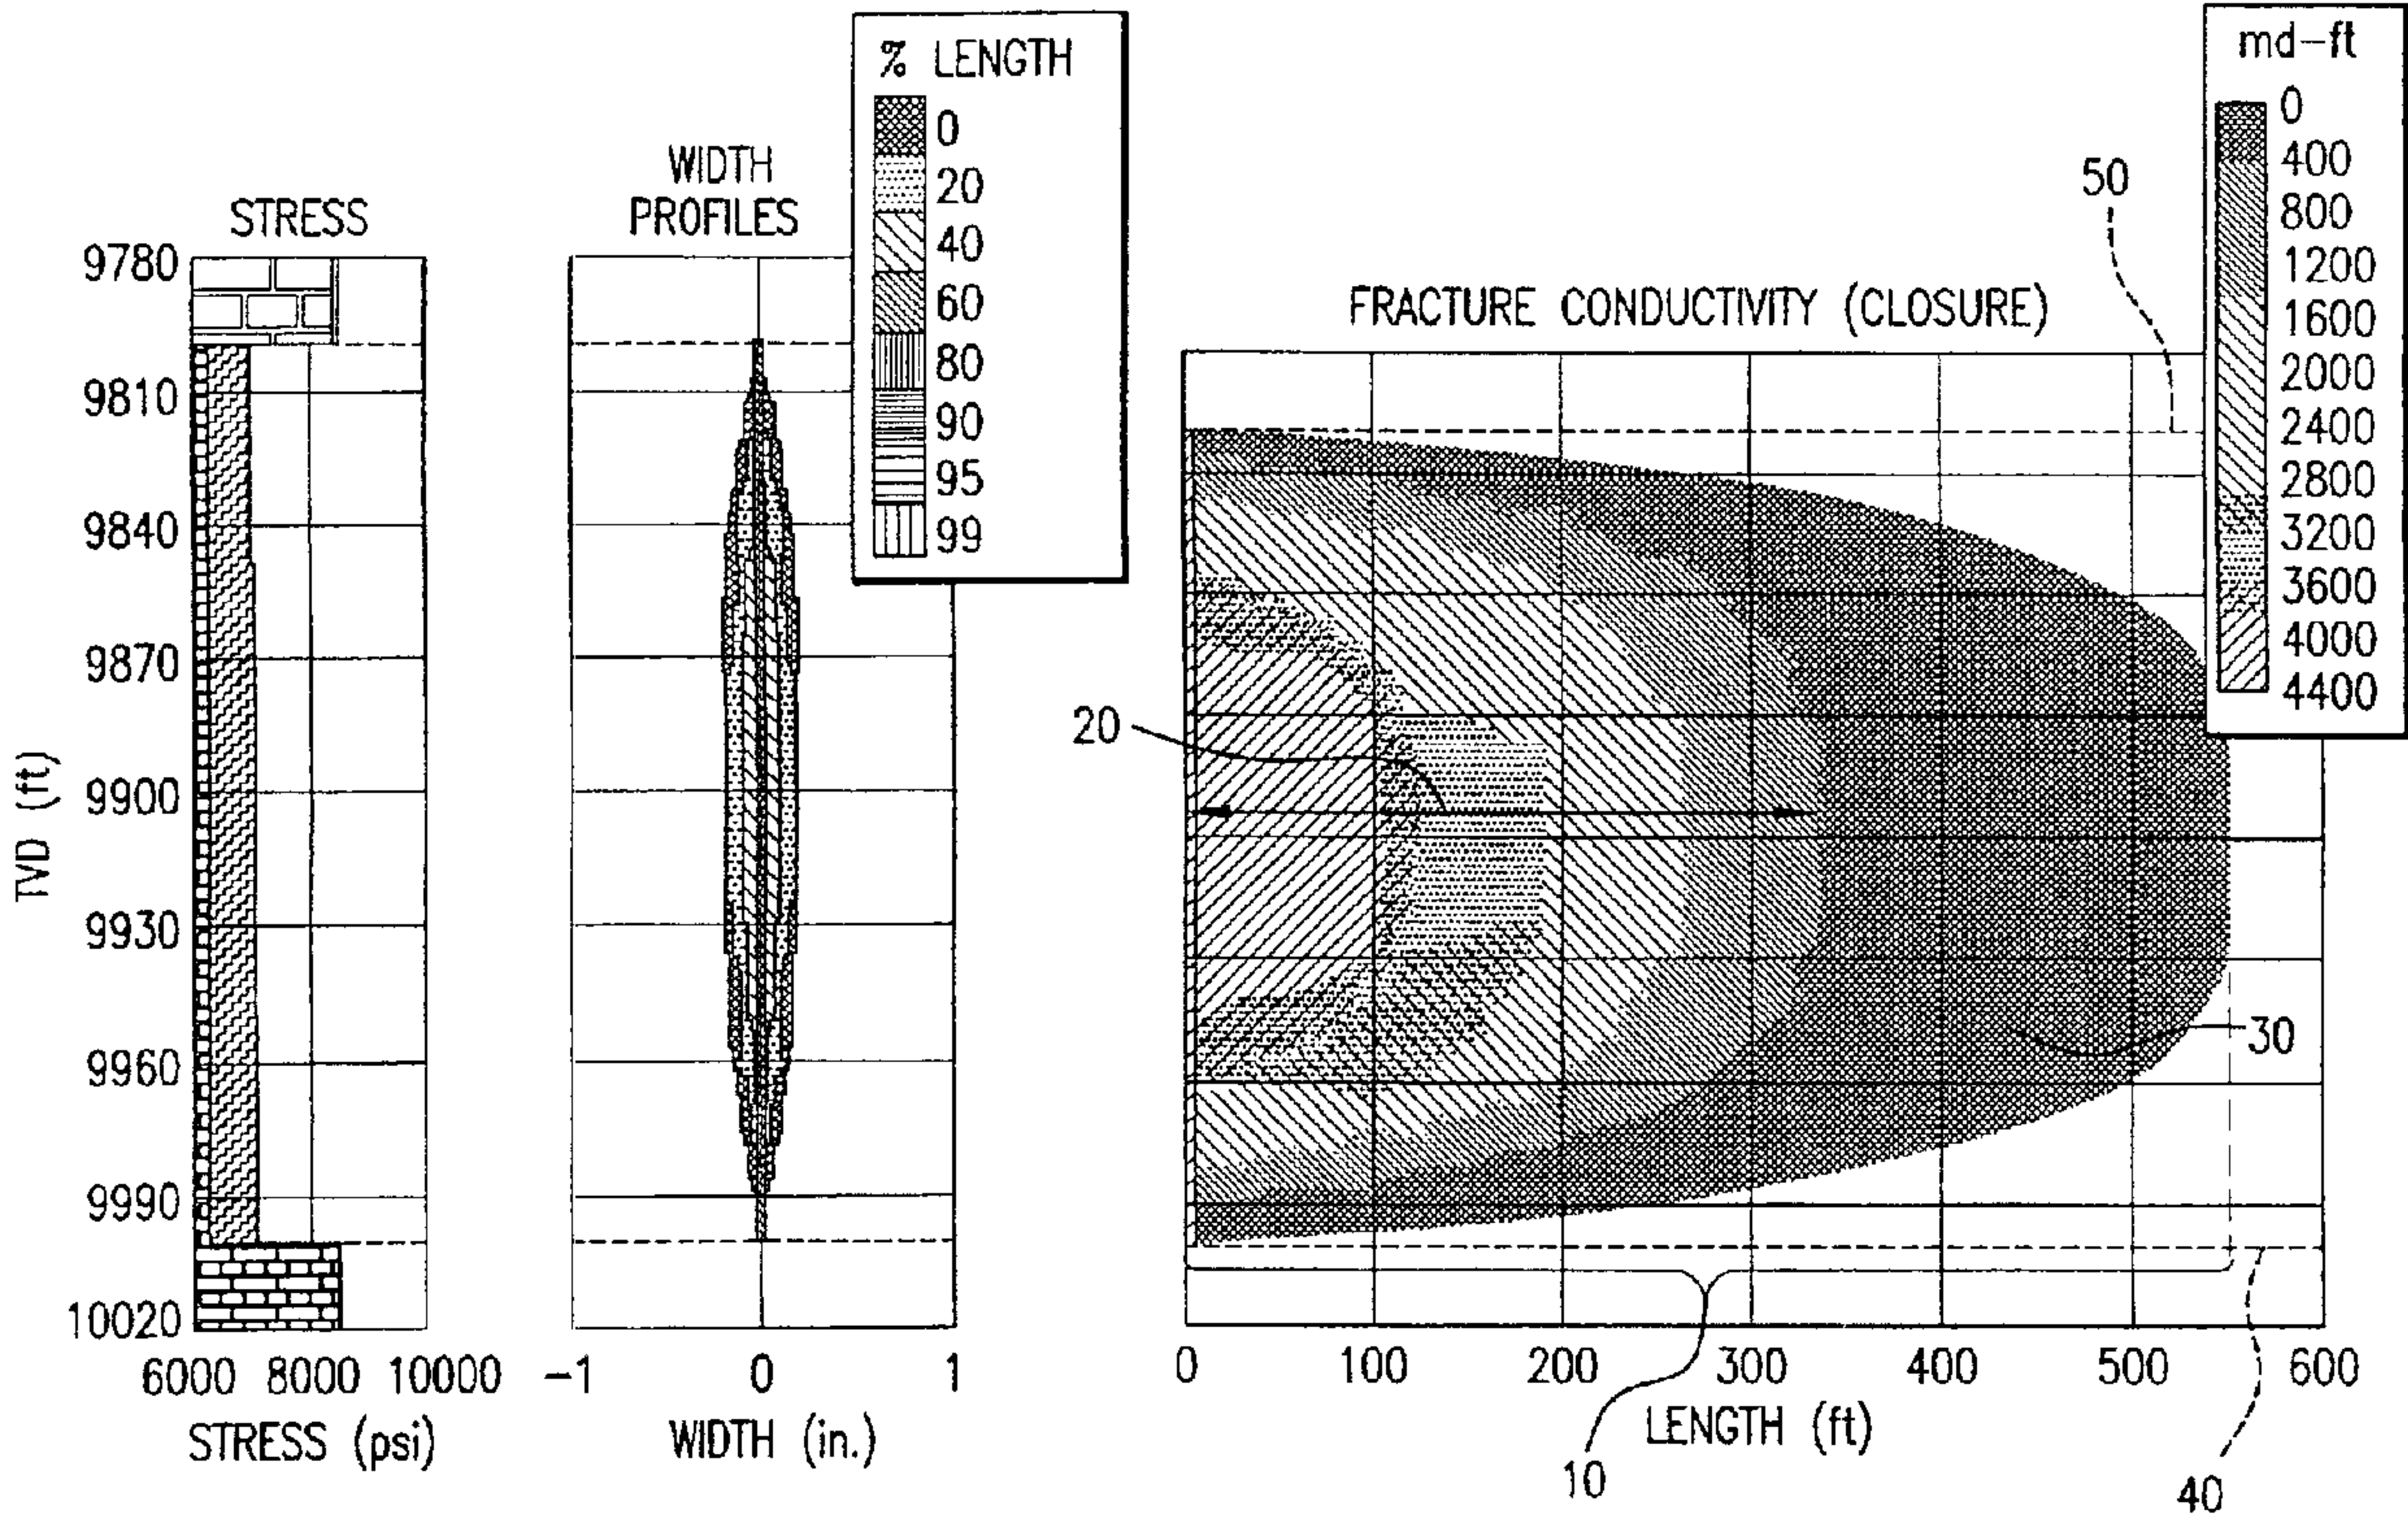 % LENGTH
0
20
40
60
80
90
95
99
md-ft
0
400
800
1200
1600
2000
2400
2800
3200
3600
4000
4400
STRESS
WIDTH
PROFILES
FRACTURE CONDUCTIVITY (CLOSURE)
50
20
30
TVD (ft)
9780
9810
9840
9870
9900
9930
9960
9990
10020
6000 8000 10000
STRESS (psi)
-1 0 1
WIDTH (in.)
0 100 200 300 400 500 600
LENGTH (ft)
10
40